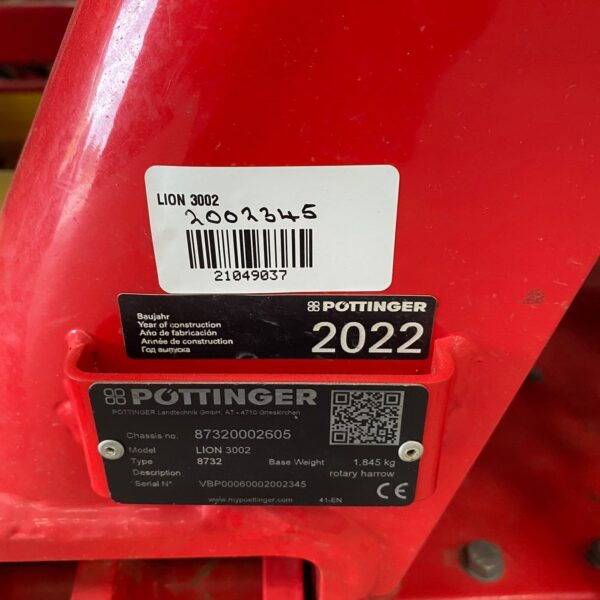 LION 3002
2002345
21049037
Baujahr
Year of construction
Año de fabricación
Année de construction
Год выпуска
PÖTTINGER
2022
PÖTTINGER
PÖTTINGER Landtechnik GmbH, AT - 4710 Grieskirchen
Chassis no. 87320002605
Model LION 3002
Type 8732 Base Weight 1.845 kg
Description rotary harrow
Serial N° VBP00060002002345
CE
www.mypoettinger.com 41-EN